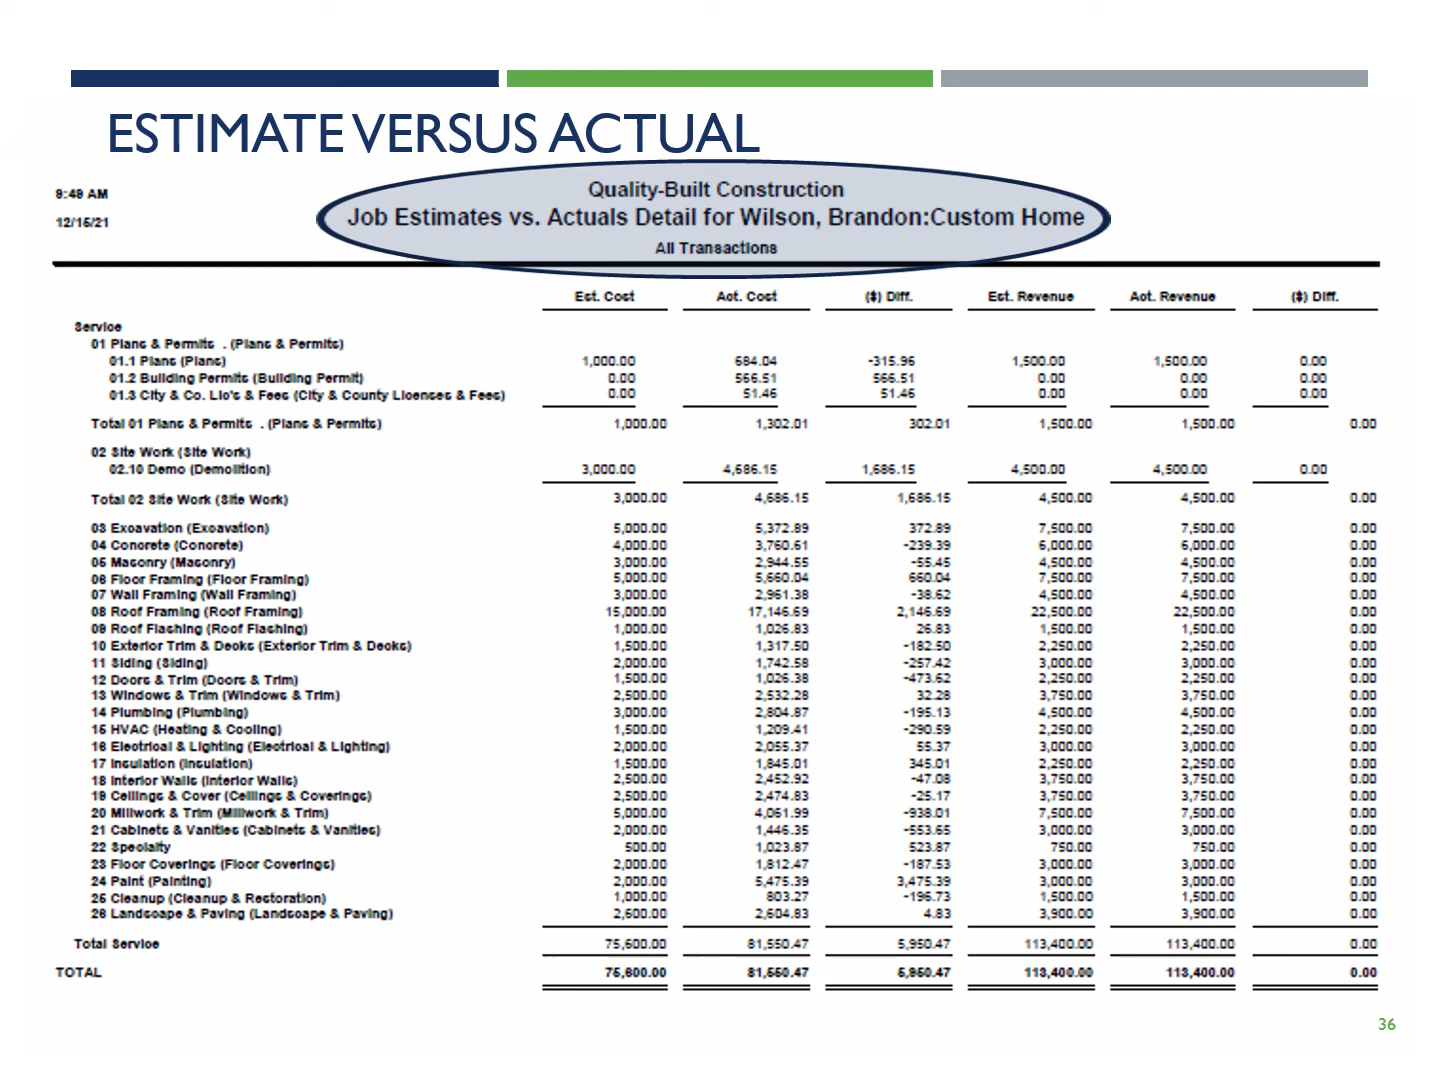 ESTIMATE VERSUS ACTUAL
9:49 AM
12/15/21
Quality-Built Construction
Job Estimates vs. Actuals Detail for Wilson, Brandon:Custom Home
All Transactions
Est. Cost Act. Cost ($) Diff. Est. Revenue Act. Revenue ($) Diff.
Service
01 Plans & Permits . (Plans & Permits)
01.1 Plans (Plans) 1,000.00 684.04 -315.96 1,500.00 1,500.00 0.00
01.2 Building Permits (Building Permit) 0.00 566.51 566.51 0.00 0.00 0.00
01.3 City & Co. Lic's & Fees (City & County Licenses & Fees) 0.00 51.46 51.46 0.00 0.00 0.00
Total 01 Plans & Permits . (Plans & Permits) 1,000.00 1,302.01 302.01 1,500.00 1,500.00 0.00
02 Site Work (Site Work)
02.10 Demo (Demolition) 3,000.00 4,686.15 1,686.15 4,500.00 4,500.00 0.00
Total 02 Site Work (Site Work) 3,000.00 4,686.15 1,686.15 4,500.00 4,500.00 0.00
03 Excavation (Excavation) 5,000.00 5,372.89 372.89 7,500.00 7,500.00 0.00
04 Concrete (Concrete) 4,000.00 3,760.61 -239.39 6,000.00 6,000.00 0.00
05 Masonry (Masonry) 3,000.00 2,944.55 -55.45 4,500.00 4,500.00 0.00
06 Floor Framing (Floor Framing) 5,000.00 5,660.04 660.04 7,500.00 7,500.00 0.00
07 Wall Framing (Wall Framing) 3,000.00 2,961.38 -38.62 4,500.00 4,500.00 0.00
08 Roof Framing (Roof Framing) 15,000.00 17,146.69 2,146.69 22,500.00 22,500.00 0.00
09 Roof Flashing (Roof Flashing) 1,000.00 1,026.83 26.83 1,500.00 1,500.00 0.00
10 Exterior Trim & Decks (Exterior Trim & Decks) 1,500.00 1,317.50 -182.50 2,250.00 2,250.00 0.00
11 Siding (Siding) 2,000.00 1,742.58 -257.42 3,000.00 3,000.00 0.00
12 Doors & Trim (Doors & Trim) 1,500.00 1,026.38 -473.62 2,250.00 2,250.00 0.00
13 Windows & Trim (Windows & Trim) 2,500.00 2,532.28 32.28 3,750.00 3,750.00 0.00
14 Plumbing (Plumbing) 3,000.00 2,804.87 -195.13 4,500.00 4,500.00 0.00
15 HVAC (Heating & Cooling) 1,500.00 1,209.41 -290.59 2,250.00 2,250.00 0.00
16 Electrical & Lighting (Electrical & Lighting) 2,000.00 2,055.37 55.37 3,000.00 3,000.00 0.00
17 Insulation (Insulation) 1,500.00 1,845.01 345.01 2,250.00 2,250.00 0.00
18 Interior Walls (Interior Walls) 2,500.00 2,452.92 -47.08 3,750.00 3,750.00 0.00
19 Ceilings & Cover (Ceilings & Coverings) 2,500.00 2,474.83 -25.17 3,750.00 3,750.00 0.00
20 Millwork & Trim (Millwork & Trim) 5,000.00 4,061.99 -938.01 7,500.00 7,500.00 0.00
21 Cabinets & Vanities (Cabinets & Vanities) 2,000.00 1,446.35 -553.65 3,000.00 3,000.00 0.00
22 Specialty 500.00 1,023.87 523.87 750.00 750.00 0.00
23 Floor Coverings (Floor Coverings) 2,000.00 1,812.47 -187.53 3,000.00 3,000.00 0.00
24 Paint (Painting) 2,000.00 5,475.39 3,475.39 3,000.00 3,000.00 0.00
25 Cleanup (Cleanup & Restoration) 1,000.00 803.27 -196.73 1,500.00 1,500.00 0.00
26 Landscape & Paving (Landscape & Paving) 2,600.00 2,604.83 4.83 3,900.00 3,900.00 0.00
Total Service 75,600.00 81,550.47 5,950.47 113,400.00 113,400.00 0.00
TOTAL 75,600.00 81,550.47 5,950.47 113,400.00 113,400.00 0.00
36